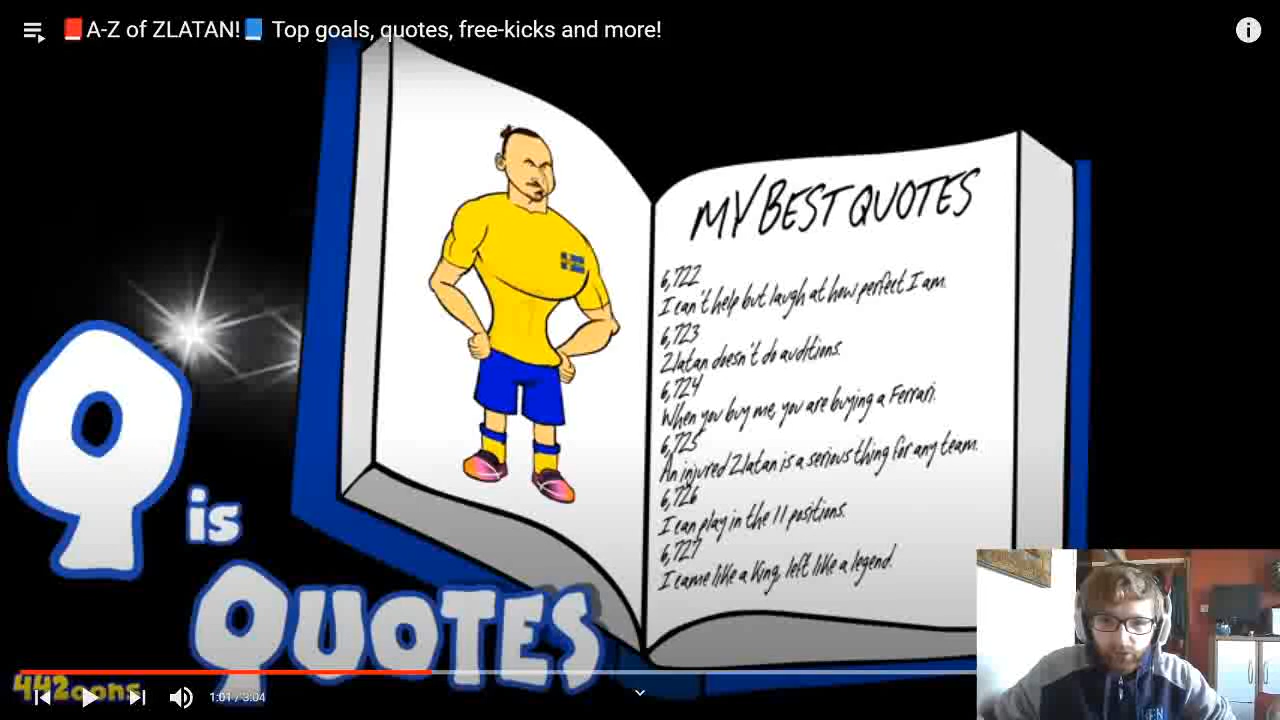 📕A-Z of ZLATAN!📘 Top goals, quotes, free-kicks and more!
MY BEST QUOTES
6,722
I can't help but laugh at how perfect I am.
6,723
Zlatan doesn't do auditions.
6,724
When you buy me, you are buying a Ferrari.
6,725
An injured Zlatan is a serious thing for any team.
6,726
I can play in the 11 positions.
6,727
I came like a king, left like a legend.
Q
is
QUOTES
442oons
1:01 / 3:04